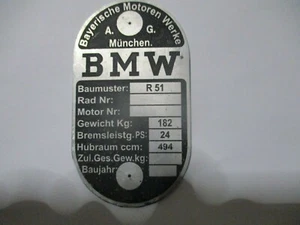 Bayerische Motoren Werke
A. G.
München.
BMW
Baumuster: R 51
Rad Nr:
Motor Nr:
Gewicht Kg: 182
Bremsleistg.PS: 24
Hubraum ccm: 494
Zul.Ges.Gew.kg:
Baujahr: